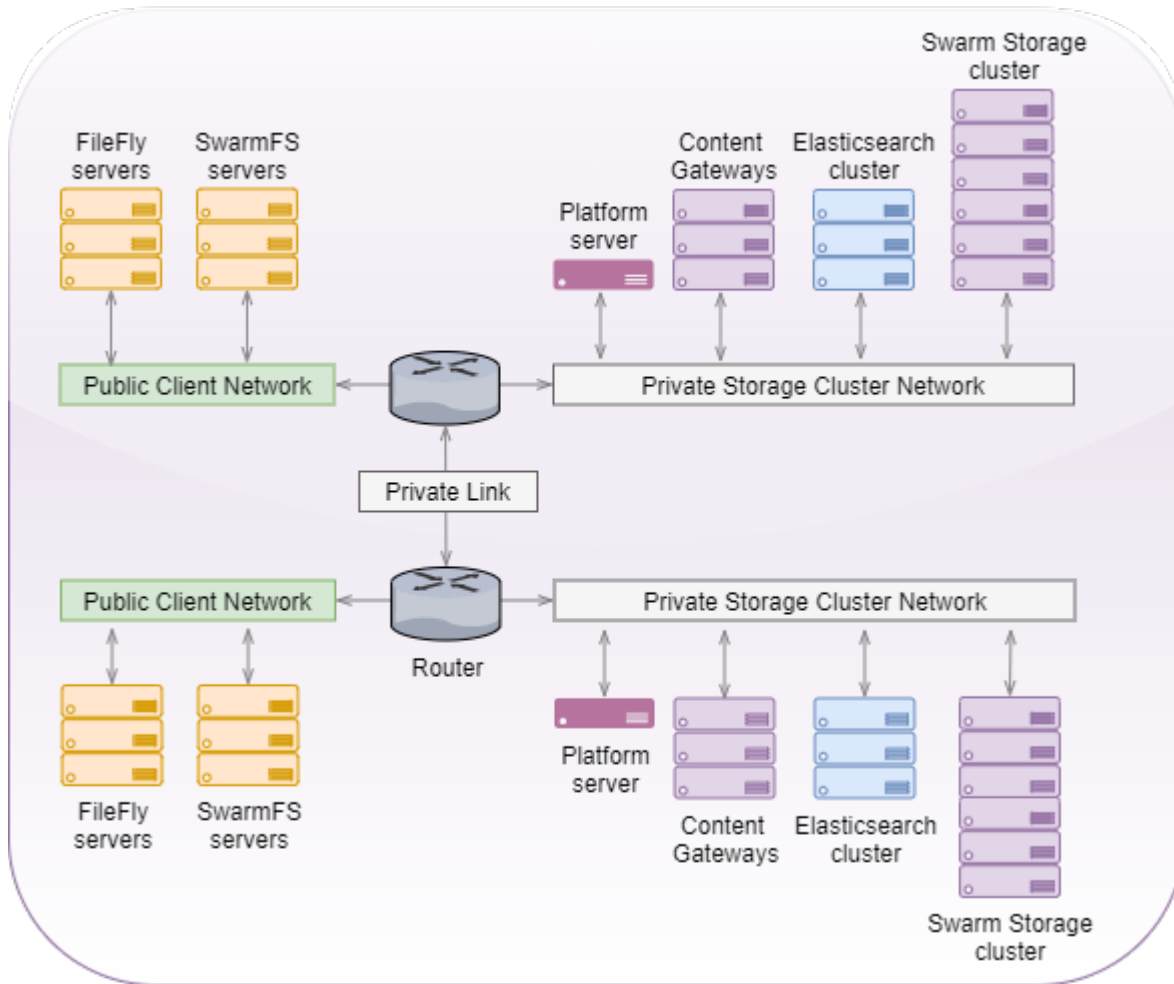 Swarm Storage
cluster
FileFly
servers
SwarmFS
servers
Content
Gateways
Elasticsearch
cluster
Platform
server
Public Client Network
Private Storage Cluster Network
Private Link
Public Client Network
Private Storage Cluster Network
Router
FileFly
servers
SwarmFS
servers
Platform
server
Content
Gateways
Elasticsearch
cluster
Swarm Storage
cluster